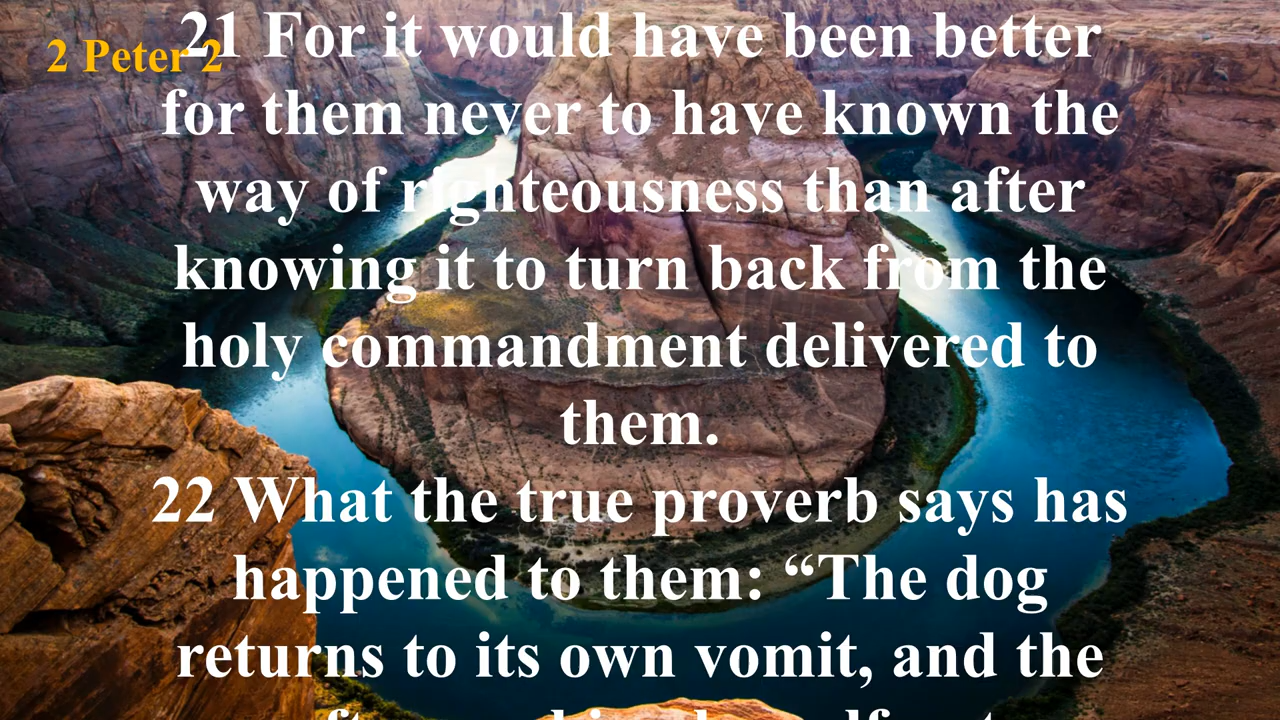 2 Peter 2
21 For it would have been better
for them never to have known the
way of righteousness than after
knowing it to turn back from the
holy commandment delivered to
them.
22 What the true proverb says has
happened to them: “The dog
returns to its own vomit, and the